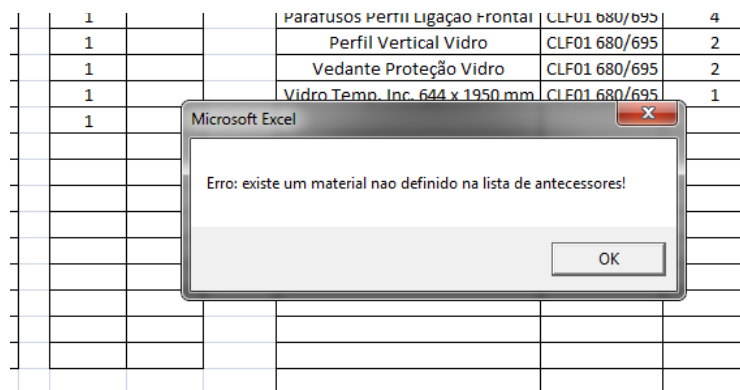 1 Parafusos Perfil Ligação Frontal CLF01 680/695 4
1 Perfil Vertical Vidro CLF01 680/695 2
1 Vedante Proteção Vidro CLF01 680/695 2
1 Vidro Temp. Inc. 644 x 1950 mm CLF01 680/695 1
1
Microsoft Excel
Erro: existe um material nao definido na lista de antecessores!
OK